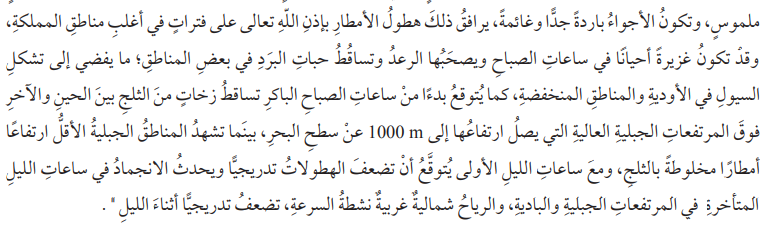 ملموسٍ، وتكونُ الأجواءُ باردةً جدًّا وغائمةً، يرافقُ ذلكَ هطولُ الأمطارِ بإذنِ اللّهِ تعالى على فتراتٍ في أغلبِ مناطقِ المملكةِ،
وقدْ تكونُ غزيرةً أحيانًا في ساعاتِ الصباحِ ويصحَبُها الرعدُ وتساقُطُ حباتِ البرَدِ في بعضِ المناطقِ؛ ما يفضي إلى تشكلِ
السيولِ في الأوديةِ والمناطقِ المنخفضةِ، كما يُتوقعُ بدءًا منْ ساعاتِ الصباحِ الباكرِ تساقطُ زخاتٍ منَ الثلجِ بينَ الحينِ والآخرِ
فوقَ المرتفعاتِ الجبليةِ العاليةِ التي يصلُ ارتفاعُها إلى 1000 m عنْ سطحِ البحرِ، بينَما تشهدُ المناطقُ الجبليةُ الأقلُّ ارتفاعًا
أمطارًا مخلوطةً بالثلجِ، ومعَ ساعاتِ الليلِ الأولى يُتوقَّعُ أنْ تضعفَ الهطولاتُ تدريجيًّا ويحدثُ الانجمادُ في ساعاتِ الليلِ
المتأخرةِ في المرتفعاتِ الجبليةِ والباديةِ، والرياحُ شماليةٌ غربيةٌ نشطةُ السرعةِ، تضعفُ تدريجيًّا أثناءَ الليلِ " .